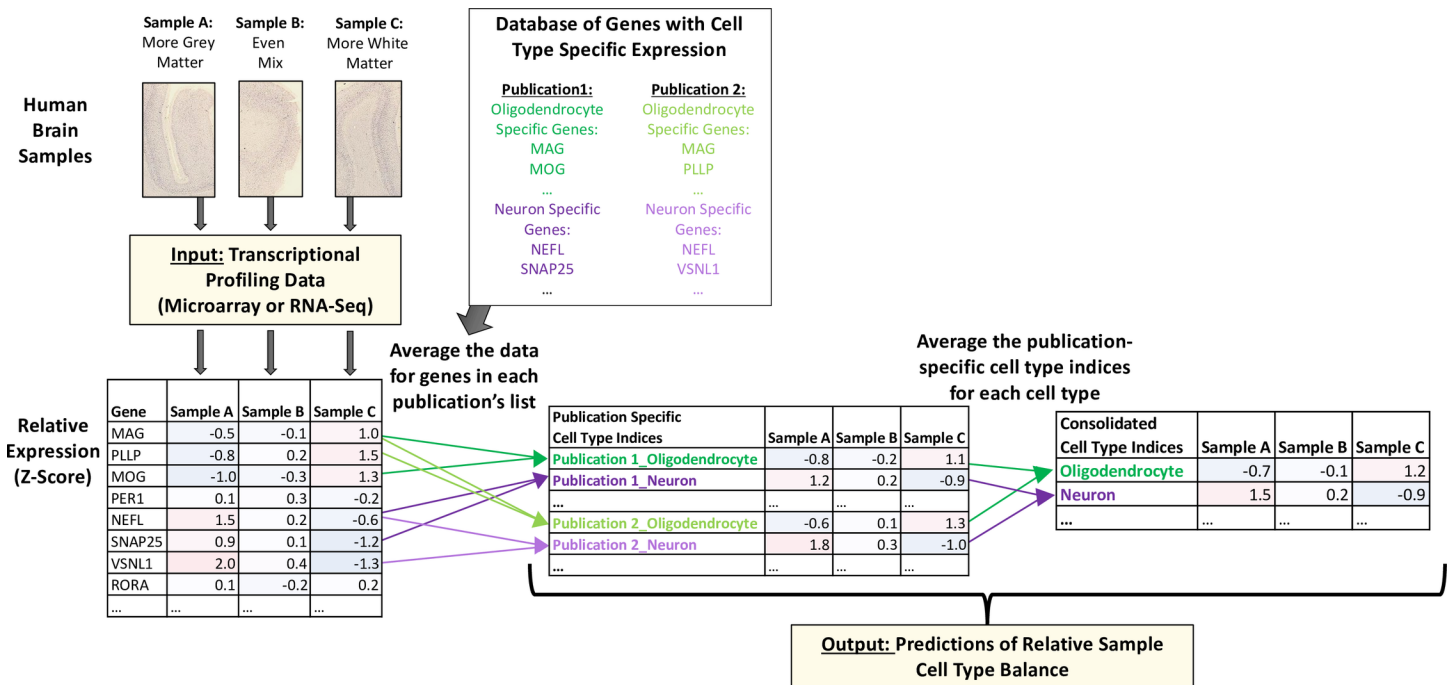 Sample A:
More Grey
Matter
Sample B:
Even
Mix
Sample C:
More White
Matter
Human
Brain
Samples
Database of Genes with Cell
Type Specific Expression
Publication1:
Oligodendrocyte
Specific Genes:
MAG
MOG
...
Neuron Specific
Genes:
NEFL
SNAP25
...
Publication 2:
Oligodendrocyte
Specific Genes:
MAG
PLLP
...
Neuron Specific
Genes:
NEFL
VSNL1
...
Input: Transcriptional
Profiling Data
(Microarray or RNA-Seq)
Average the data
for genes in each
publication's list
Average the publication-
specific cell type indices
for each cell type
Relative
Expression
(Z-Score)
Gene Sample A Sample B Sample C
MAG -0.5 -0.1 1.0
PLLP -0.8 0.2 1.5
MOG -1.0 -0.3 1.3
PER1 0.1 0.3 -0.2
NEFL 1.5 0.2 -0.6
SNAP25 0.9 0.1 -1.2
VSNL1 2.0 0.4 -1.3
RORA 0.1 -0.2 0.2
... ... ... ...
Publication Specific
Cell Type Indices Sample A Sample B Sample C
Publication 1_Oligodendrocyte -0.8 -0.2 1.1
Publication 1_Neuron 1.2 0.2 -0.9
... ... ... ...
Publication 2_Oligodendrocyte -0.6 0.1 1.3
Publication 2_Neuron 1.8 0.3 -1.0
... ... ... ...
Consolidated
Cell Type Indices Sample A Sample B Sample C
Oligodendrocyte -0.7 -0.1 1.2
Neuron 1.5 0.2 -0.9
... ... ... ...
Output: Predictions of Relative Sample
Cell Type Balance